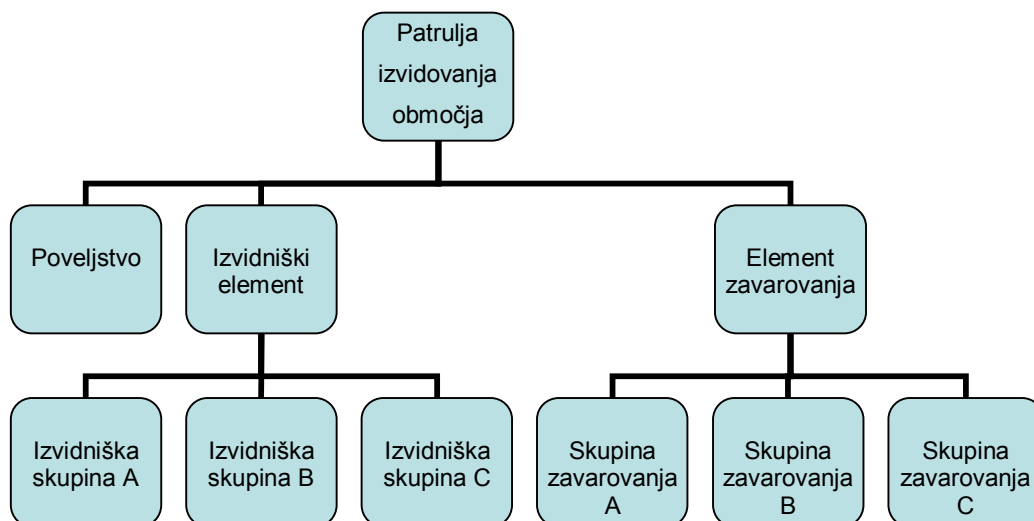 Patrulja
izvidovanja
območja
Poveljstvo
Izvidniški
element
Element
zavarovanja
Izvidniška
skupina A
Izvidniška
skupina B
Izvidniška
skupina C
Skupina
zavarovanja
A
Skupina
zavarovanja
B
Skupina
zavarovanja
C